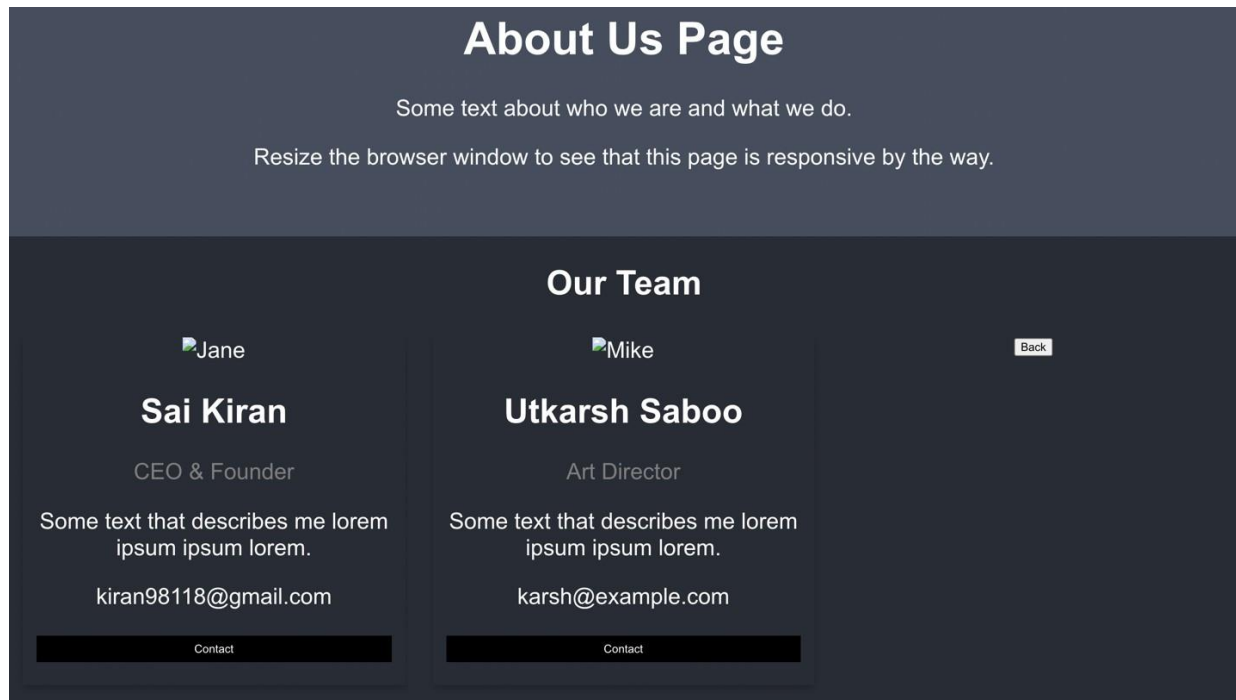 About Us Page
Some text about who we are and what we do.
Resize the browser window to see that this page is responsive by the way.
Our Team
Jane
Sai Kiran
CEO & Founder
Some text that describes me lorem
ipsum ipsum lorem.
kiran98118@gmail.com
Contact
Mike
Utkarsh Saboo
Art Director
Some text that describes me lorem
ipsum ipsum lorem.
karsh@example.com
Contact
Back